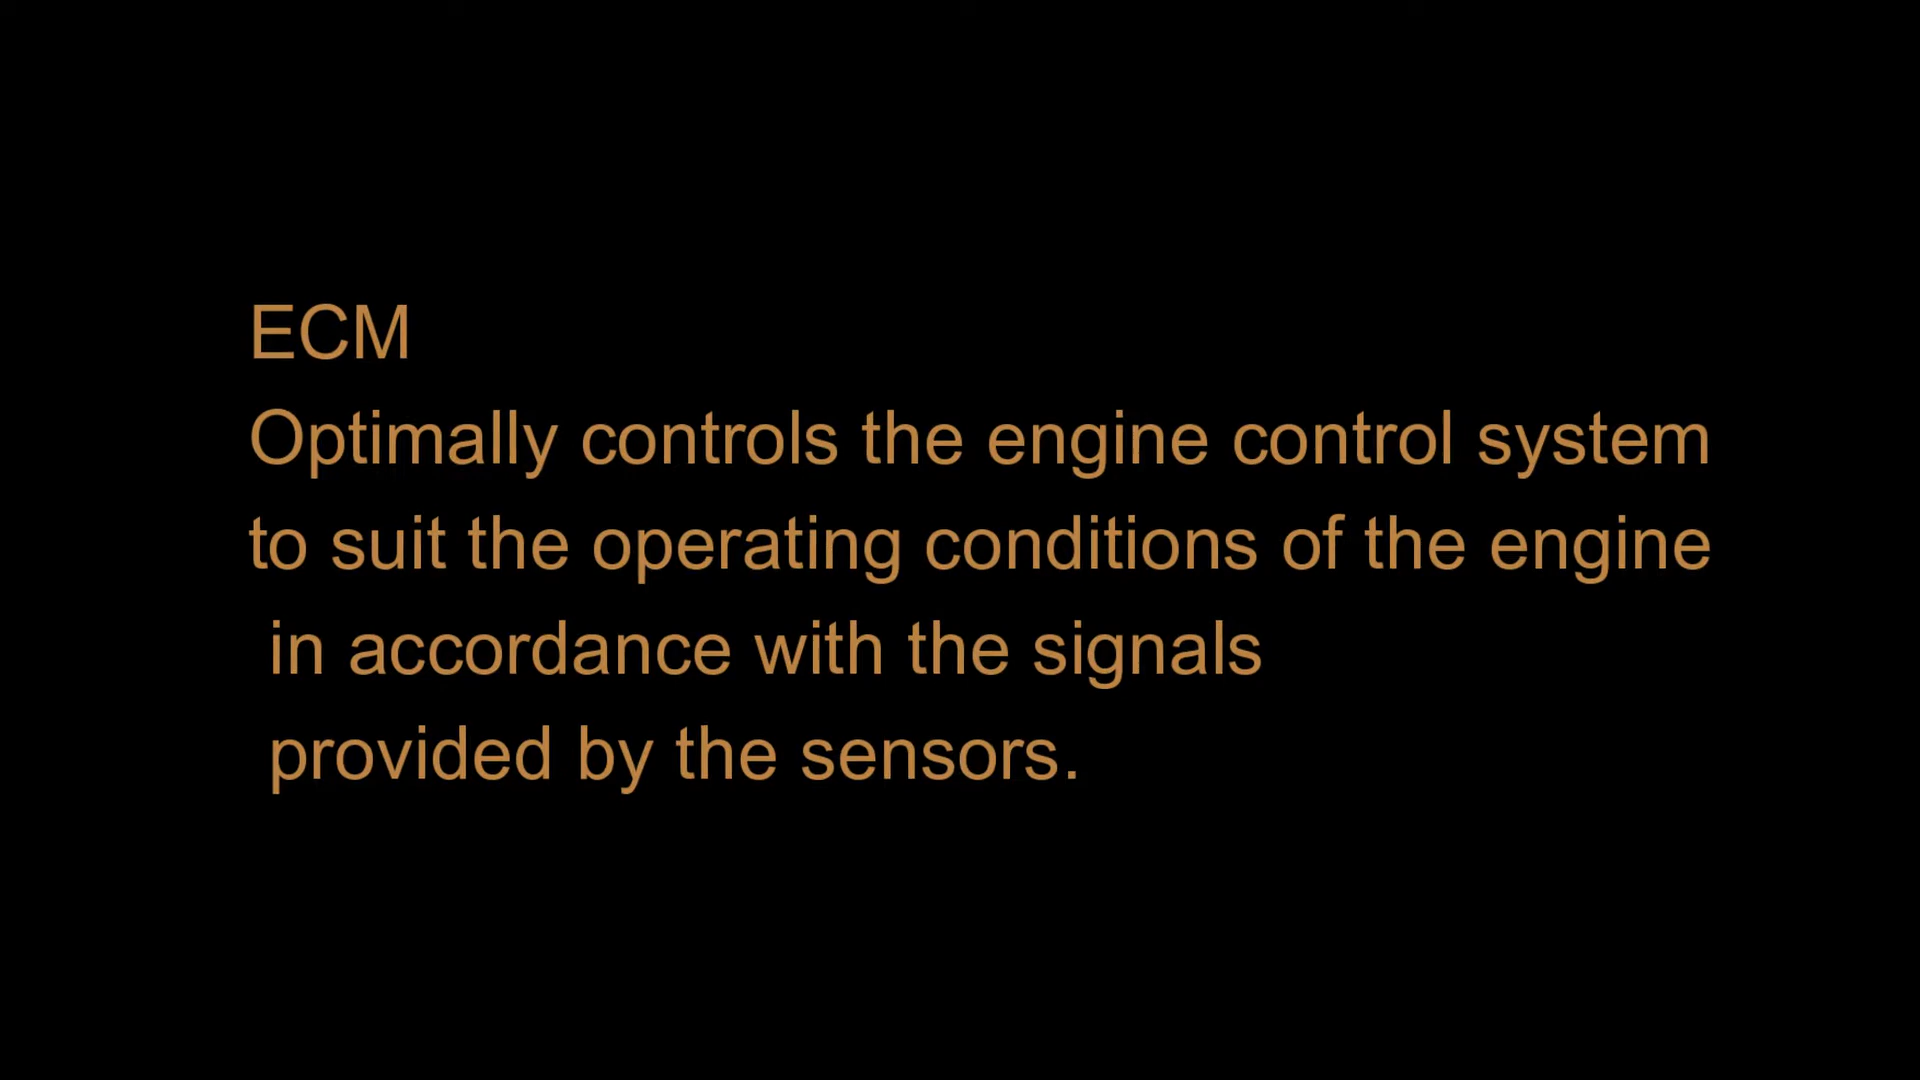 ECM
Optimally controls the engine control system
to suit the operating conditions of the engine
in accordance with the signals
provided by the sensors.